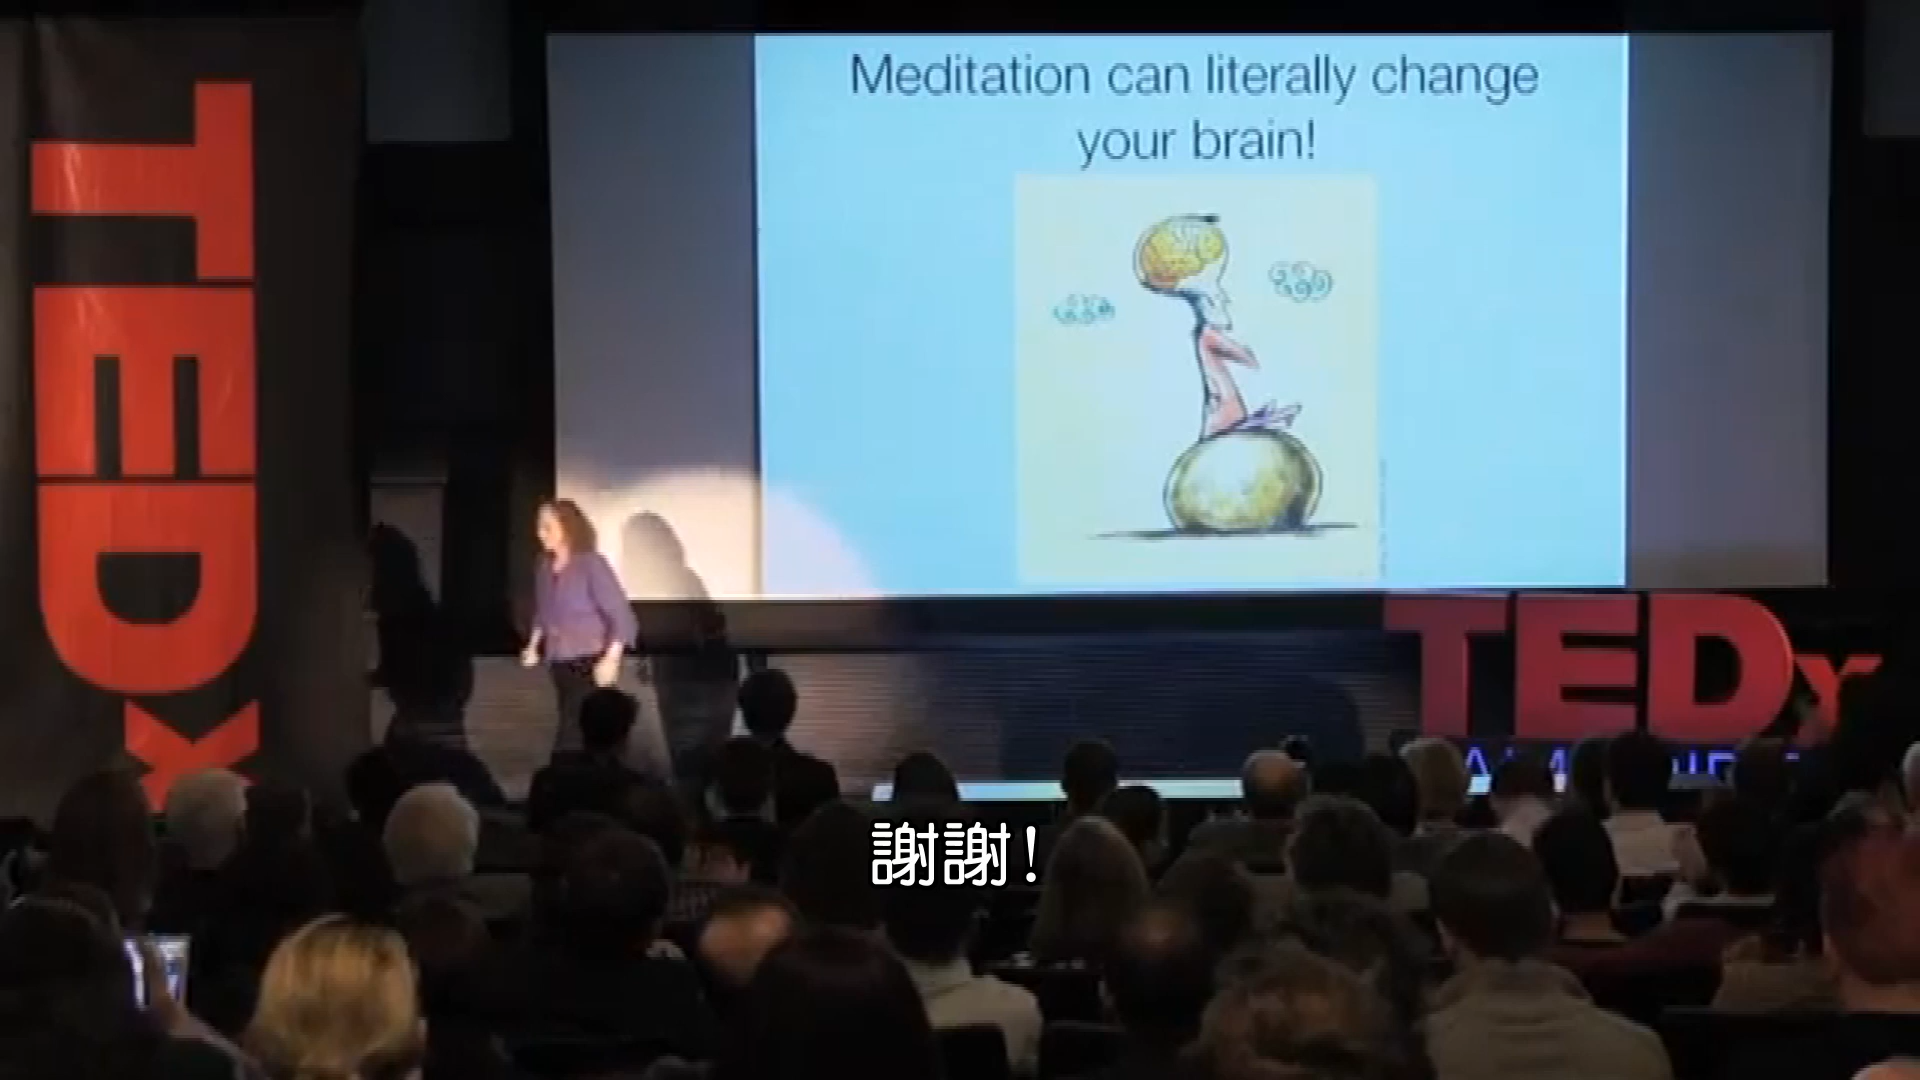 TEDx
Meditation can literally change
your brain!
TEDx
謝謝!